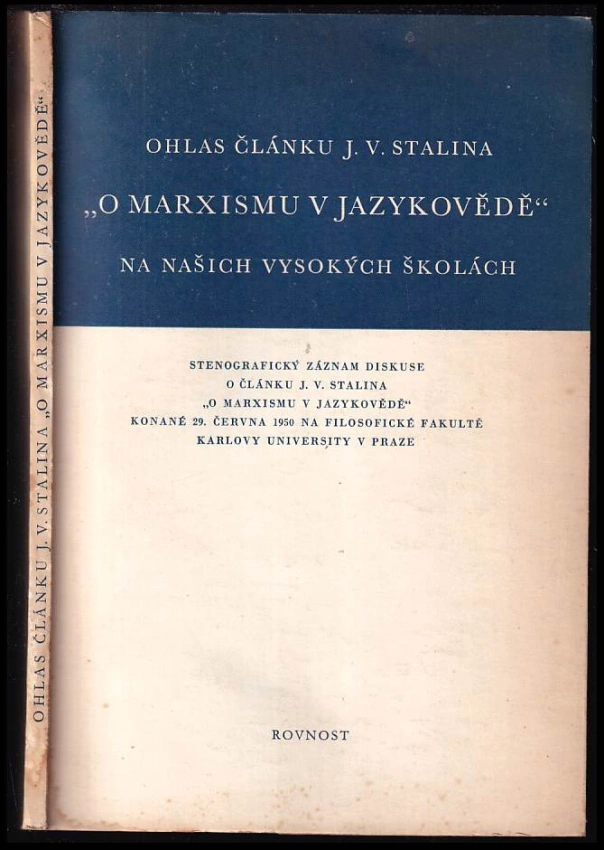 OHLAS ČLÁNKU J. V. STALINA „O MARXISMU V JAZYKOVĚDĚ“
OHLAS ČLÁNKU J. V. STALINA
„O MARXISMU V JAZYKOVĚDĚ“
NA NAŠICH VYSOKÝCH ŠKOLÁCH
STENOGRAFICKÝ ZÁZNAM DISKUSE
O ČLÁNKU J. V. STALINA
„O MARXISMU V JAZYKOVĚDĚ“
KONANÉ 29. ČERVNA 1950 NA FILOSOFICKÉ FAKULTĚ
KARLOVY UNIVERSITY V PRAZE
ROVNOST